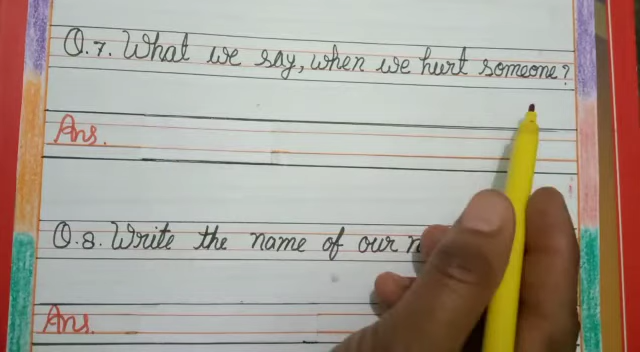 Q.7. What we say, when we hurt someone?
Ans.
Q.8. Write the name of our
Ans.